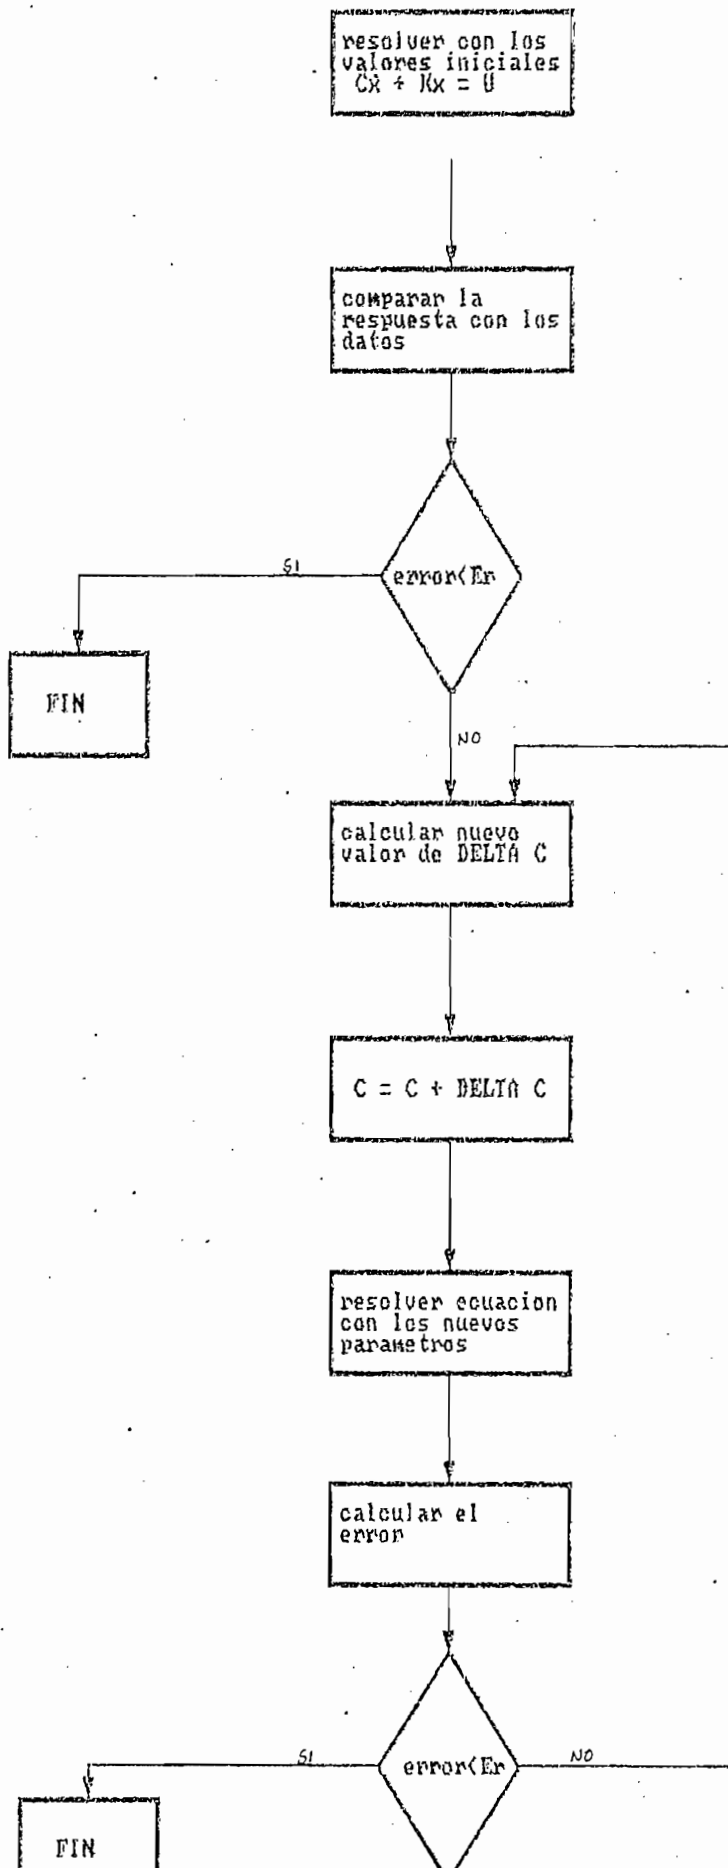 resolver con los
valores iniciales
Cẋ + Kx = U
comparar la
respuesta con los
datos
error<Er
SI
FIN
NO
calcular nuevo
valor de DELTA C
C = C + DELTA C
resolver ecuacion
con los nuevos
parametros
calcular el
error
error<Er
SI
NO
FIN